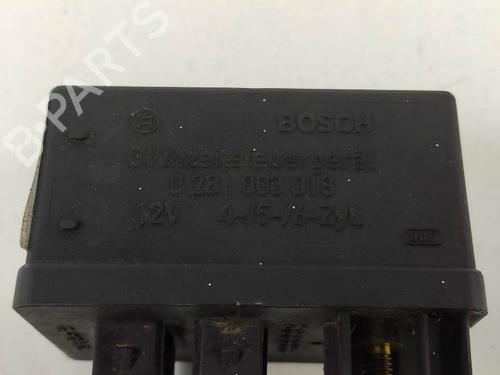 B-PARTS
BOSCH
Glühzeitsteuergerät
0 281 003 018
12V 4-/5-/6-Zyl.